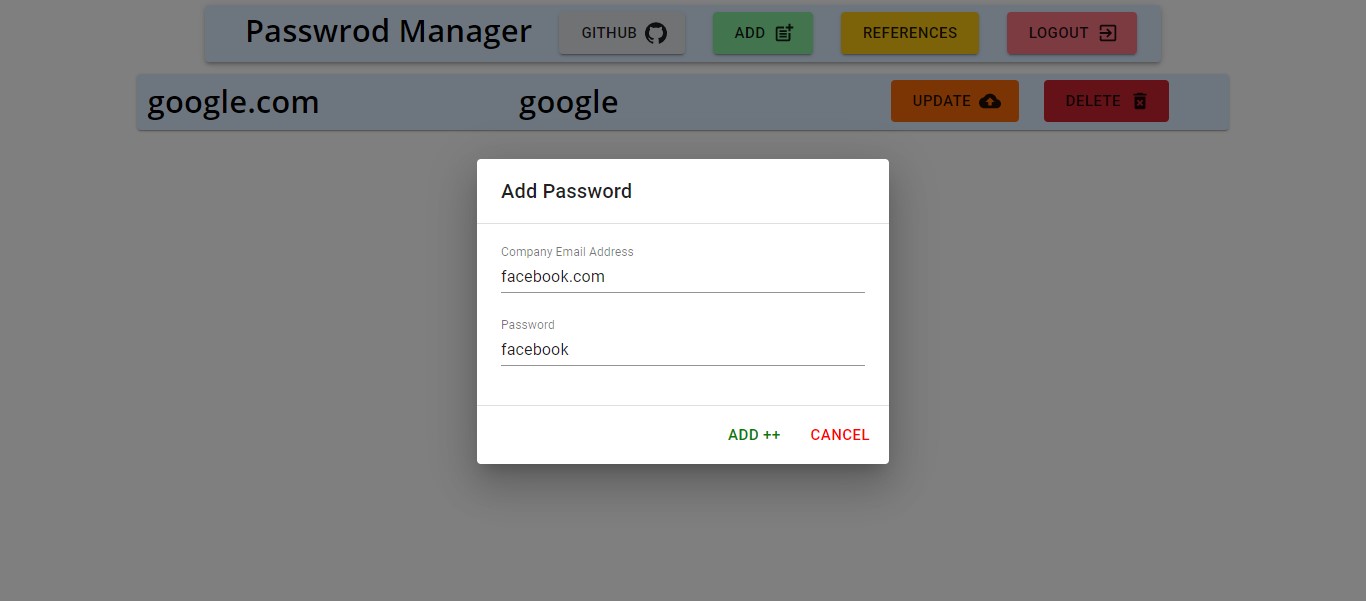 Passwrod Manager GITHUB ADD REFERENCES LOGOUT
google.com google UPDATE DELETE
Add Password
Company Email Address
facebook.com
Password
facebook
ADD ++ CANCEL